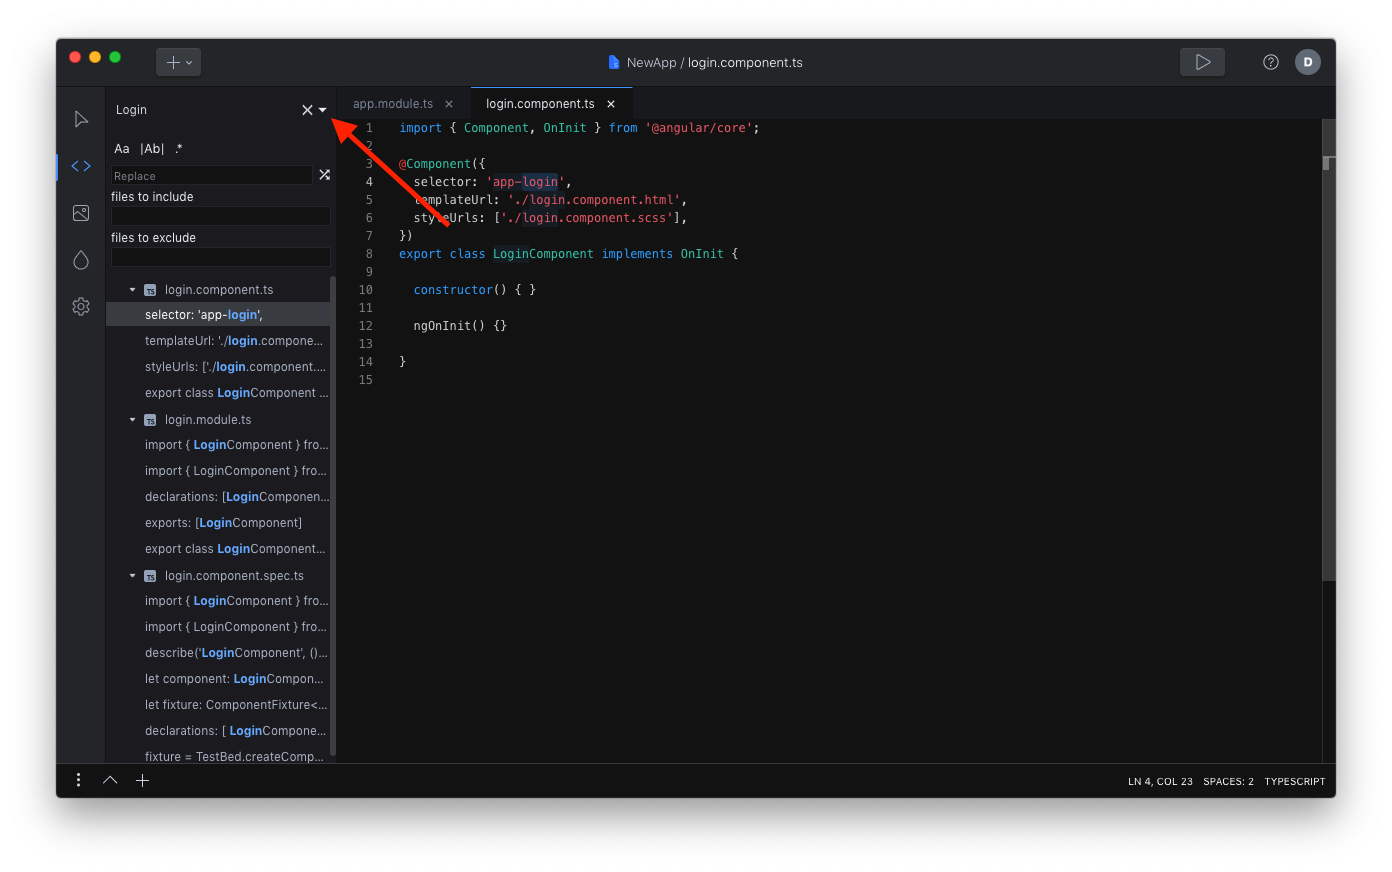 NewApp / login.component.ts
D
Login
Aa |Ab| .*
Replace
files to include
files to exclude
TS login.component.ts
selector: 'app-login',
templateUrl: './login.compone...
styleUrls: ['./login.component....
export class LoginComponent ...
TS login.module.ts
import { LoginComponent } fro...
import { LoginComponent } fro...
declarations: [LoginComponen...
exports: [LoginComponent]
export class LoginComponent...
TS login.component.spec.ts
import { LoginComponent } fro...
import { LoginComponent } fro...
describe('LoginComponent', ()...
let component: LoginCompon...
let fixture: ComponentFixture<...
declarations: [ LoginCompone...
fixture = TestBed.createComp...
app.module.ts
login.component.ts
1 import { Component, OnInit } from '@angular/core';
2
3 @Component({
4 selector: 'app-login',
5 templateUrl: './login.component.html',
6 styleUrls: ['./login.component.scss'],
7 })
8 export class LoginComponent implements OnInit {
9
10 constructor() { }
11
12 ngOnInit() {}
13
14 }
15
LN 4, COL 23 SPACES: 2 TYPESCRIPT